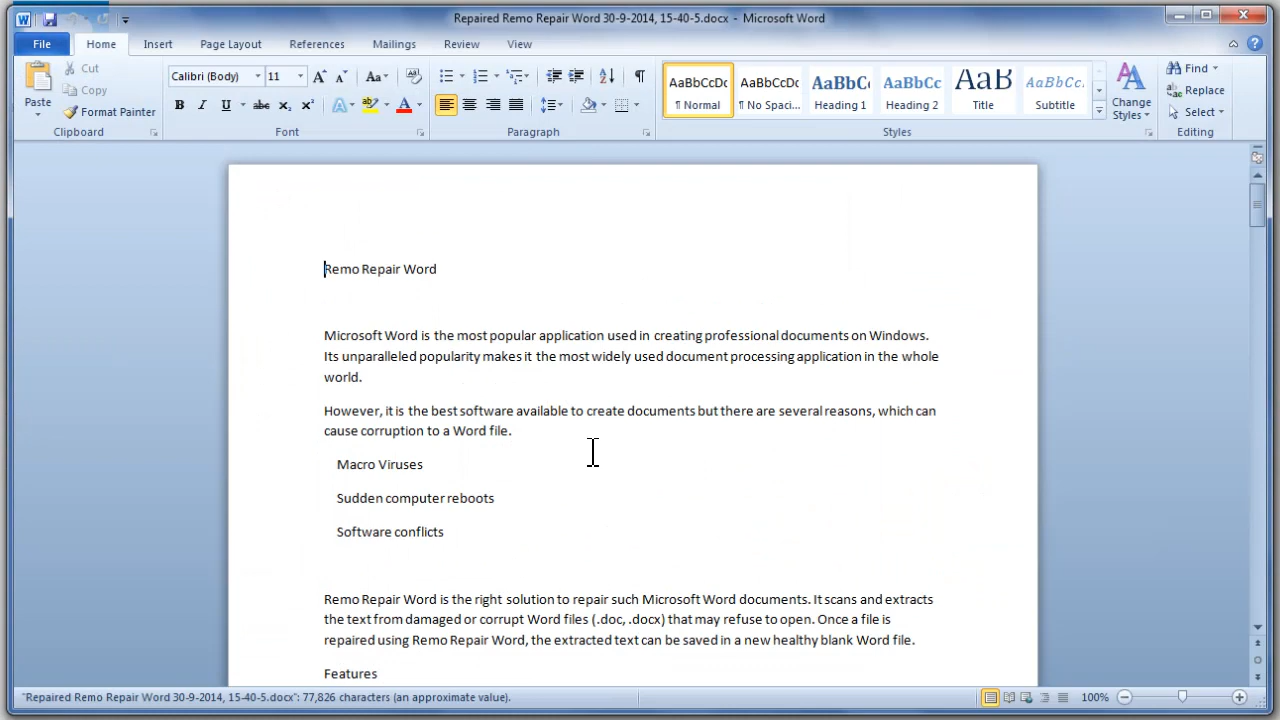 Repaired Remo Repair Word 30-9-2014, 15-40-5.docx - Microsoft Word
File Home Insert Page Layout References Mailings Review View
Paste
Cut
Copy
Format Painter
Clipboard
Calibri (Body) 11
Font
Paragraph
AaBbCcDc AaBbCcDc AaBbC( AaBbCc AaB AaBbCc.
¶ Normal ¶ No Spaci... Heading 1 Heading 2 Title Subtitle
Change
Styles
Styles
Find
Replace
Select
Editing
Remo Repair Word
Microsoft Word is the most popular application used in creating professional documents on Windows.
Its unparalleled popularity makes it the most widely used document processing application in the whole
world.
However, it is the best software available to create documents but there are several reasons, which can
cause corruption to a Word file.
Macro Viruses
Sudden computer reboots
Software conflicts
Remo Repair Word is the right solution to repair such Microsoft Word documents. It scans and extracts
the text from damaged or corrupt Word files (.doc, .docx) that may refuse to open. Once a file is
repaired using Remo Repair Word, the extracted text can be saved in a new healthy blank Word file.
Features
"Repaired Remo Repair Word 30-9-2014, 15-40-5.docx": 77,826 characters (an approximate value).
100%